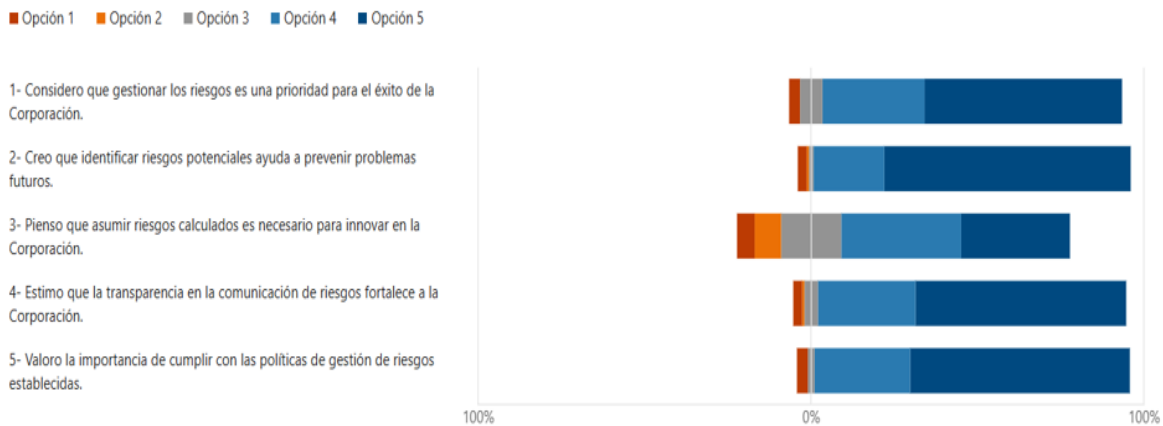 Opción 1 Opción 2 Opción 3 Opción 4 Opción 5
1- Considero que gestionar los riesgos es una prioridad para el éxito de la
Corporación.
2- Creo que identificar riesgos potenciales ayuda a prevenir problemas
futuros.
3- Pienso que asumir riesgos calculados es necesario para innovar en la
Corporación.
4- Estimo que la transparencia en la comunicación de riesgos fortalece a la
Corporación.
5- Valoro la importancia de cumplir con las políticas de gestión de riesgos
establecidas.
100% 0% 100%